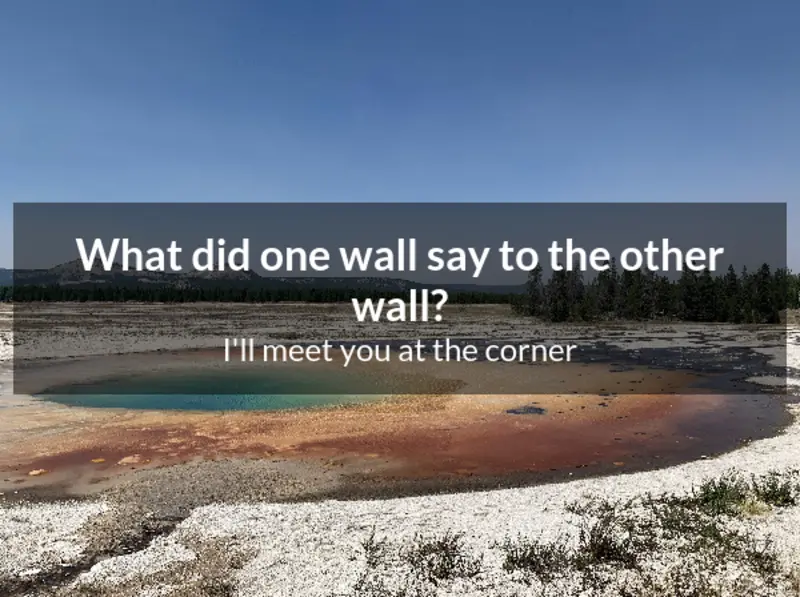 What did one wall say to the other
wall?
I'll meet you at the corner